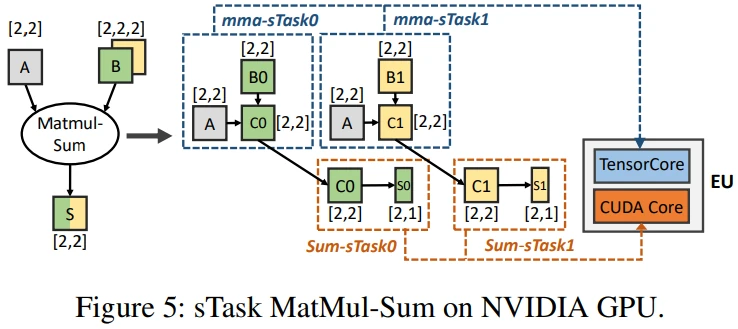 [2,2]
[2,2,2]
A
B
Matmul-
Sum
S
[2,2]
mma-sTask0
[2,2]
B0
[2,2]
A
C0
[2,2]
mma-sTask1
[2,2]
B1
[2,2]
A
C1
[2,2]
C0
S0
[2,2]
[2,1]
Sum-sTask0
C1
S1
[2,2]
[2,1]
Sum-sTask1
TensorCore
CUDA Core
EU
Figure 5: sTask MatMul-Sum on NVIDIA GPU.